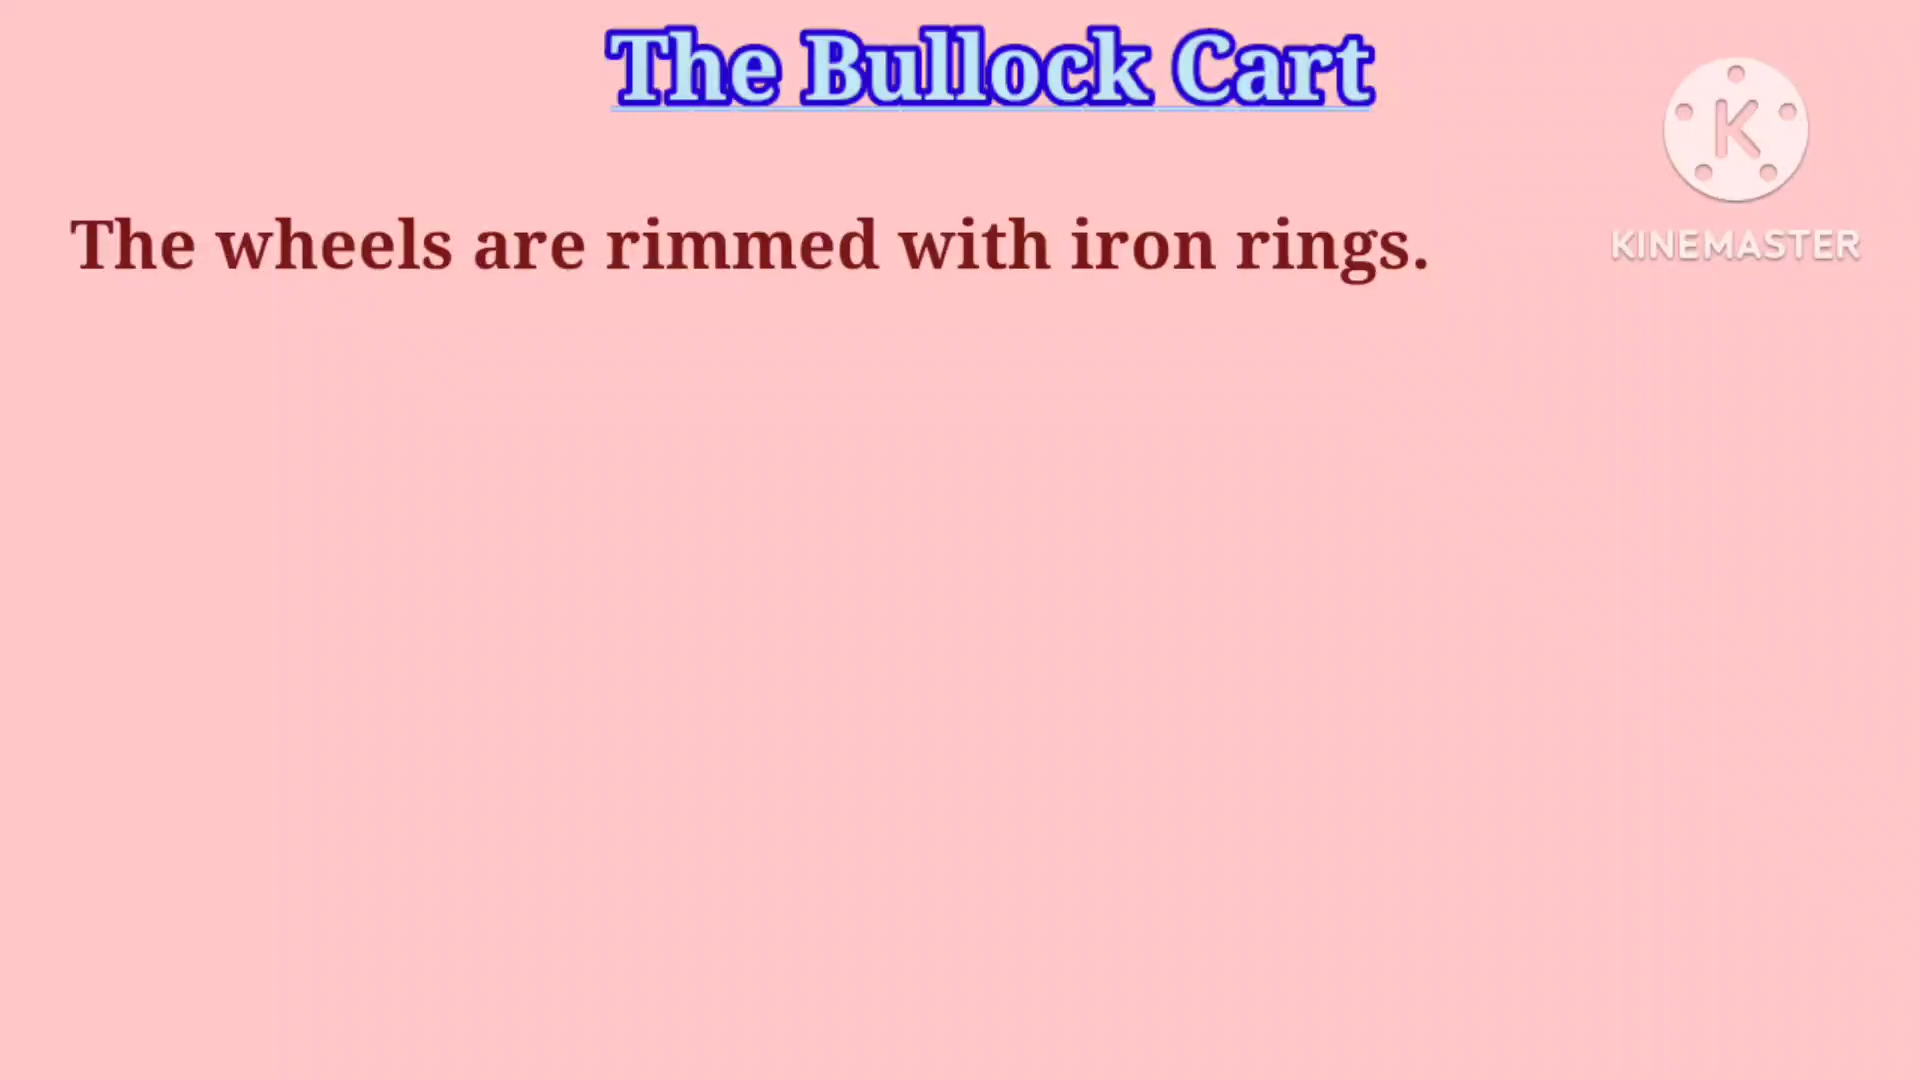 The Bullock Cart
K
KINEMASTER
The wheels are rimmed with iron rings.